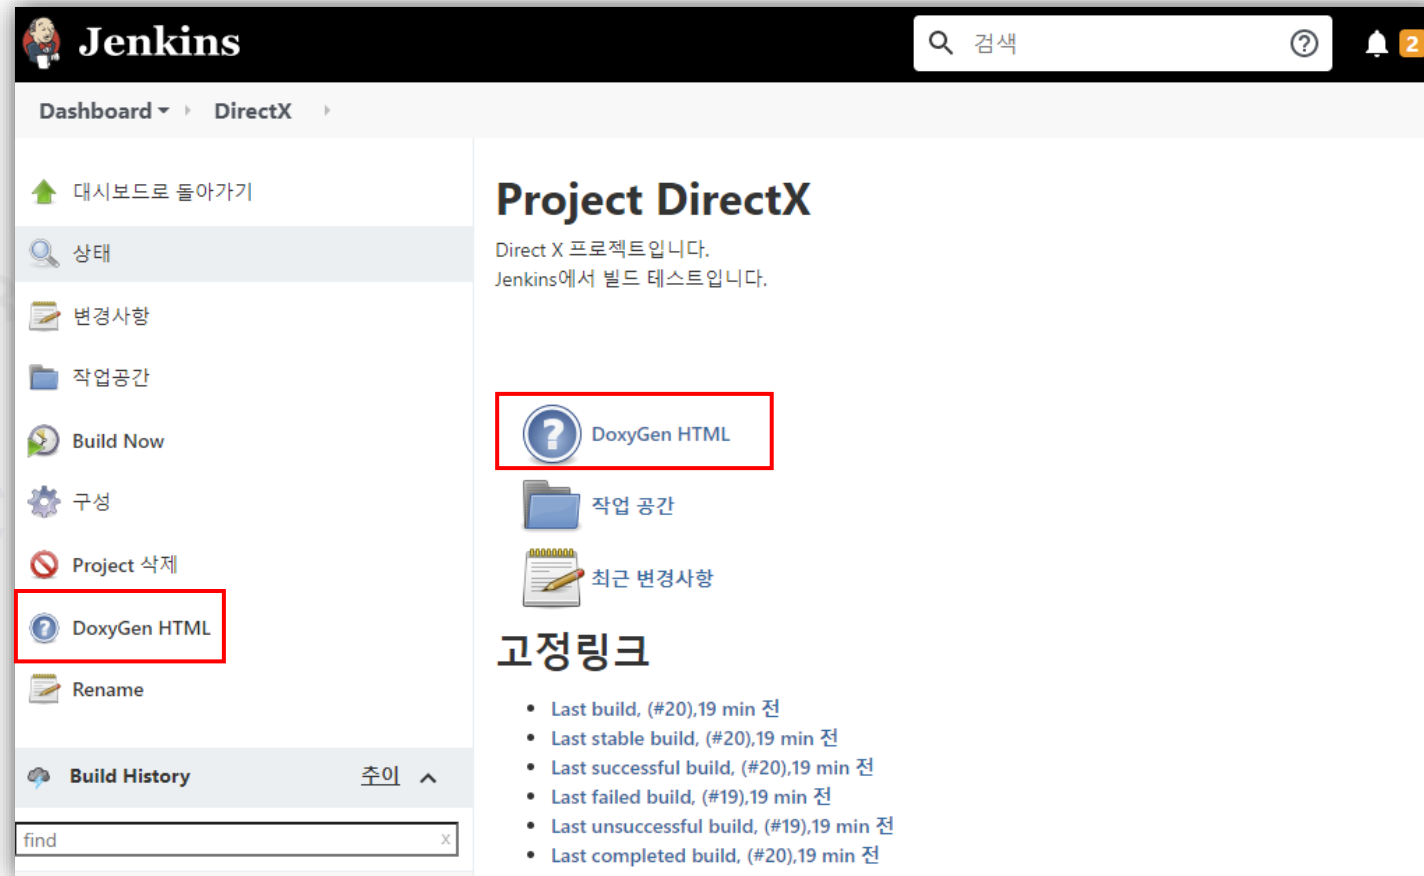 Jenkins
검색
2
Dashboard
DirectX
대시보드로 돌아가기
상태
변경사항
작업공간
Build Now
구성
Project 삭제
DoxyGen HTML
Rename
Build History
추이
find
x
Project DirectX
Direct X 프로젝트입니다.
Jenkins에서 빌드 테스트입니다.
DoxyGen HTML
작업 공간
최근 변경사항
고정링크
Last build, (#20),19 min 전
Last stable build, (#20),19 min 전
Last successful build, (#20),19 min 전
Last failed build, (#19),19 min 전
Last unsuccessful build, (#19),19 min 전
Last completed build, (#20),19 min 전